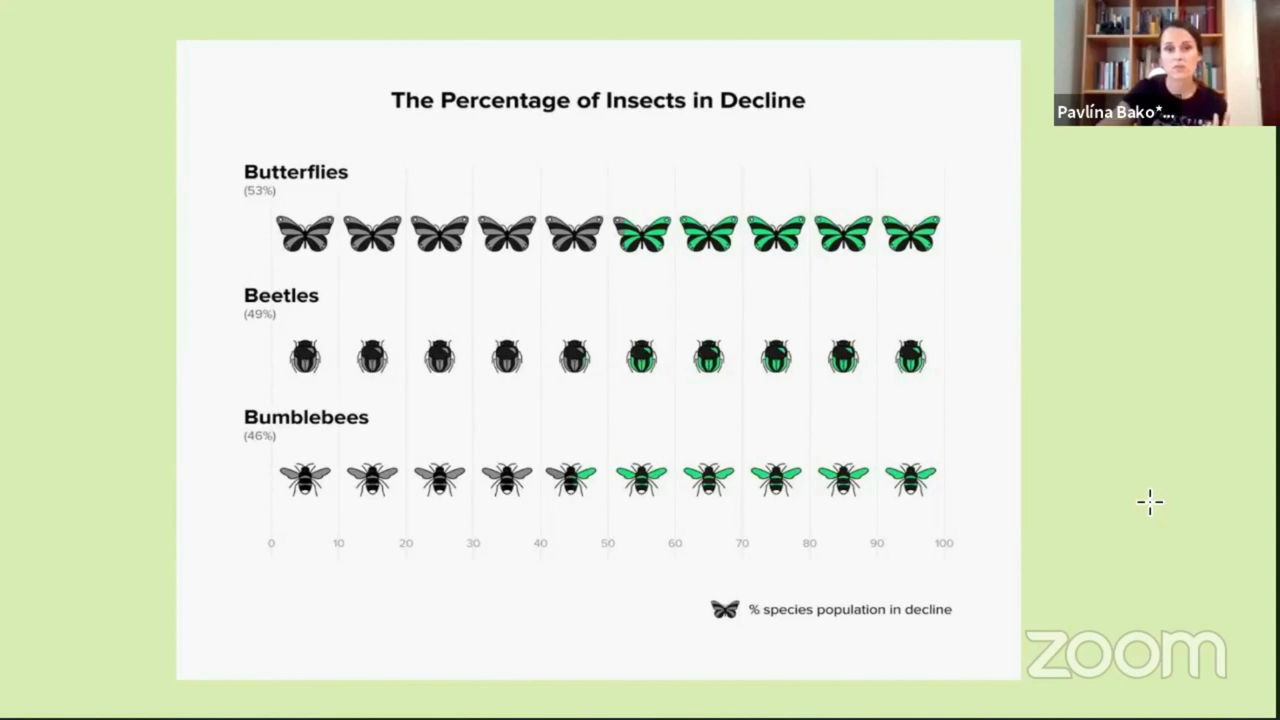 The Percentage of Insects in Decline
Butterflies
(53%)
Beetles
(49%)
Bumblebees
(46%)
0 10 20 30 40 50 60 70 80 90 100
% species population in decline
Pavlína Bako*...
zoom